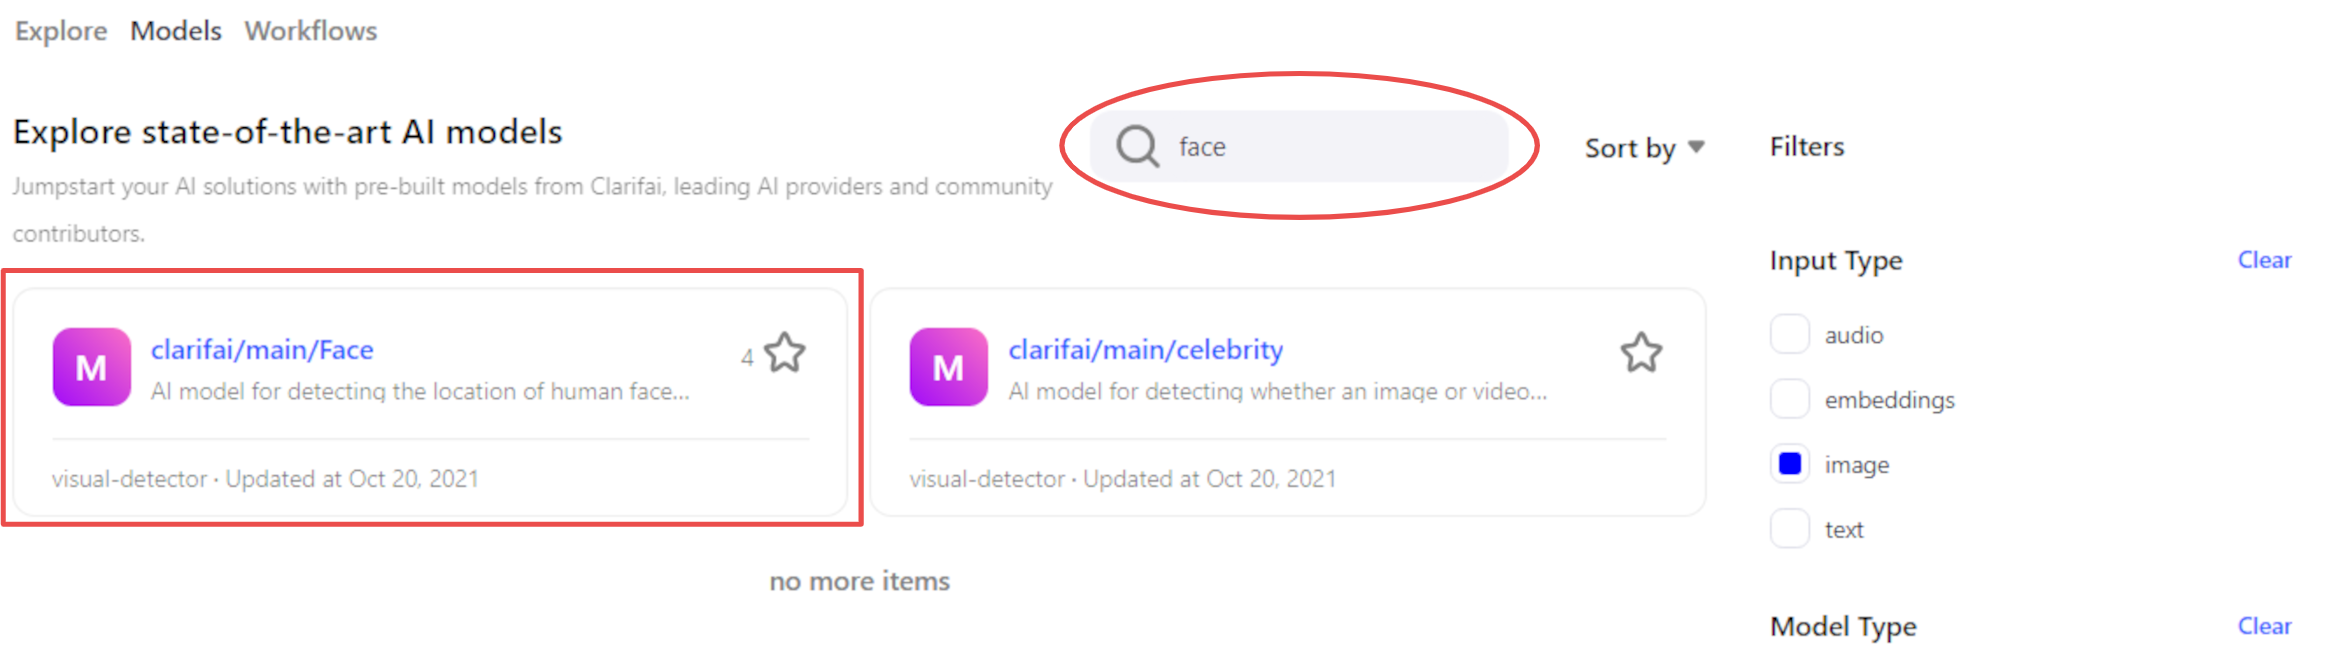 Explore Models Workflows
Explore state-of-the-art AI models
Jumpstart your AI solutions with pre-built models from Clarifai, leading AI providers and community
contributors.
face
Sort by
M
clarifai/main/Face
4
AI model for detecting the location of human face...
visual-detector · Updated at Oct 20, 2021
M
clarifai/main/celebrity
AI model for detecting whether an image or video...
visual-detector · Updated at Oct 20, 2021
no more items
Filters
Input Type Clear
audio
embeddings
image
text
Model Type Clear